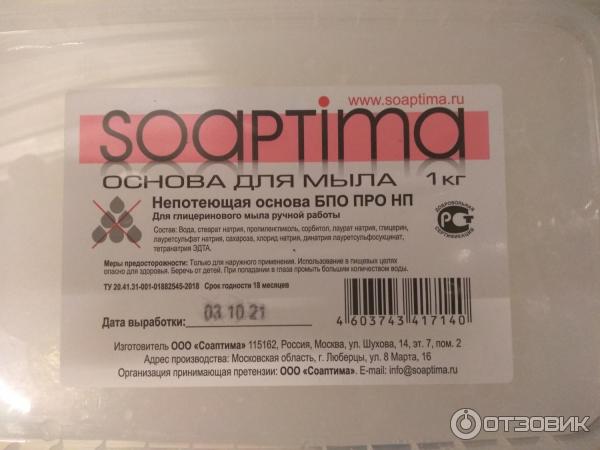 www.soaptima.ru
soaptima
ОСНОВА ДЛЯ МЫЛА 1 кг
Непотеющая основа БПО ПРО НП
Для глицеринового мыла ручной работы
Состав: Вода, стеарат натрия, пропиленгликоль, сорбитол, лаурат натрия, глицерин,
лауретсульфат натрия, сахароза, хлорид натрия, динатрия лауретсульфосукцинат,
тетранатрия ЭДТА.
ДОБРОВОЛЬНАЯ
РСТ
СЕРТИФИКАЦИЯ
Меры предосторожности: Только для наружного применения. Использование в пищевых целях
опасно для здоровья. Беречь от детей. При попадании в глаза промыть большим количеством воды.
ТУ 20.41.31-001-01882545-2018 Срок годности 18 месяцев
Дата выработки: 03.10.21
4 603743 417140
Изготовитель ООО «Соаптима» 115162, Россия, Москва, ул. Шухова, 14, эт. 7, пом. 2
Адрес производства: Московская область, г. Люберцы, ул. 8 Марта, 16
Организация принимающая претензии: ООО «Соаптима». E-mail: info@soaptima.ru
ОТЗОВИК